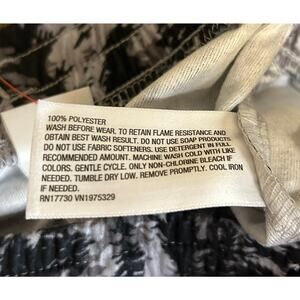 100% POLYESTER
WASH BEFORE WEAR. TO RETAIN FLAME RESISTANCE AND
OBTAIN BEST WASH RESULT. DO NOT USE SOAP PRODUCTS.
DO NOT USE FABRIC SOFTENERS. USE DETERGENT IN FULL
RECOMMENDED AMOUNT. MACHINE WASH COLD WITH LIKE
COLORS. GENTLE CYCLE. ONLY NON-CHLORINE BLEACH IF
NEEDED. TUMBLE DRY LOW. REMOVE PROMPTLY. COOL IRON
IF NEEDED.
RN17730 VN1975329